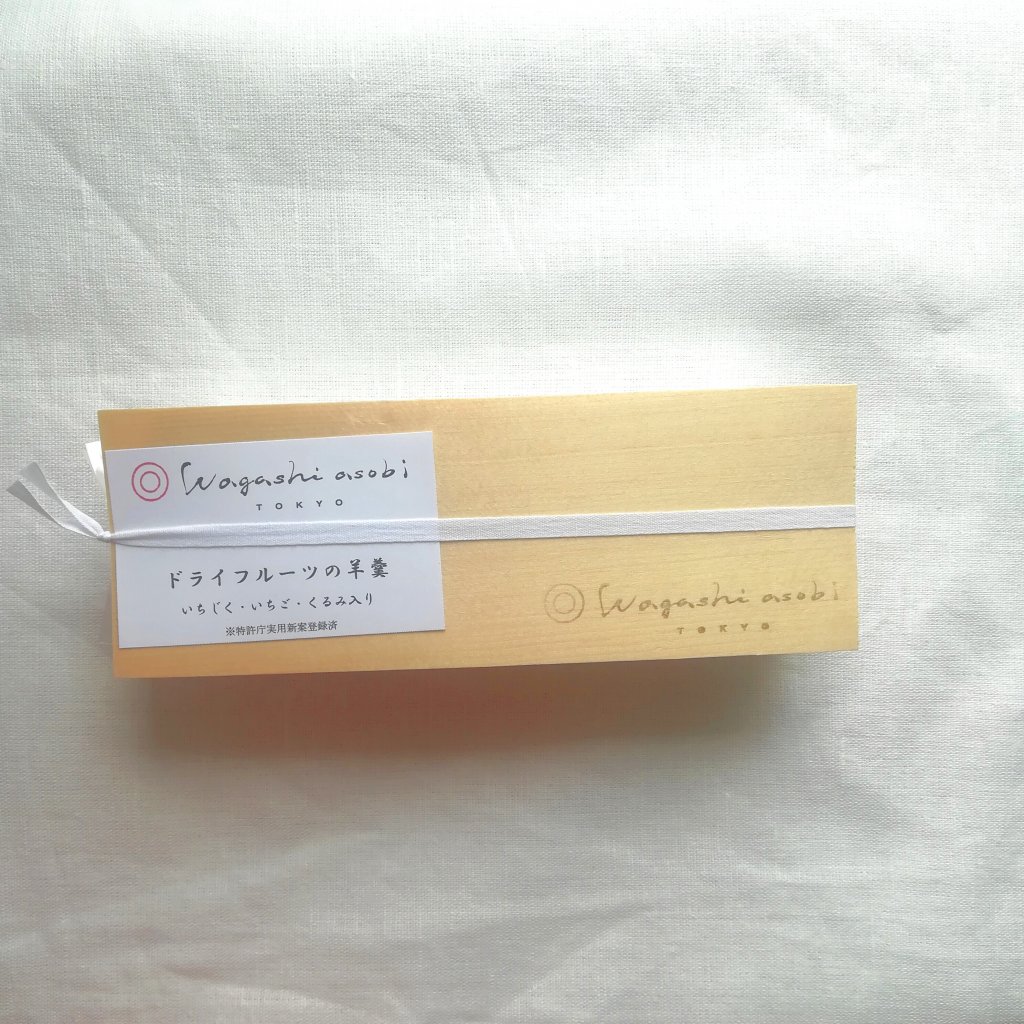 Wagashi asobi
TOKYO
ドライフルーツの羊羹
いちじく・いちご・くるみ入り
※特許庁実用新案登録済
Wagashi asobi
TOKYO